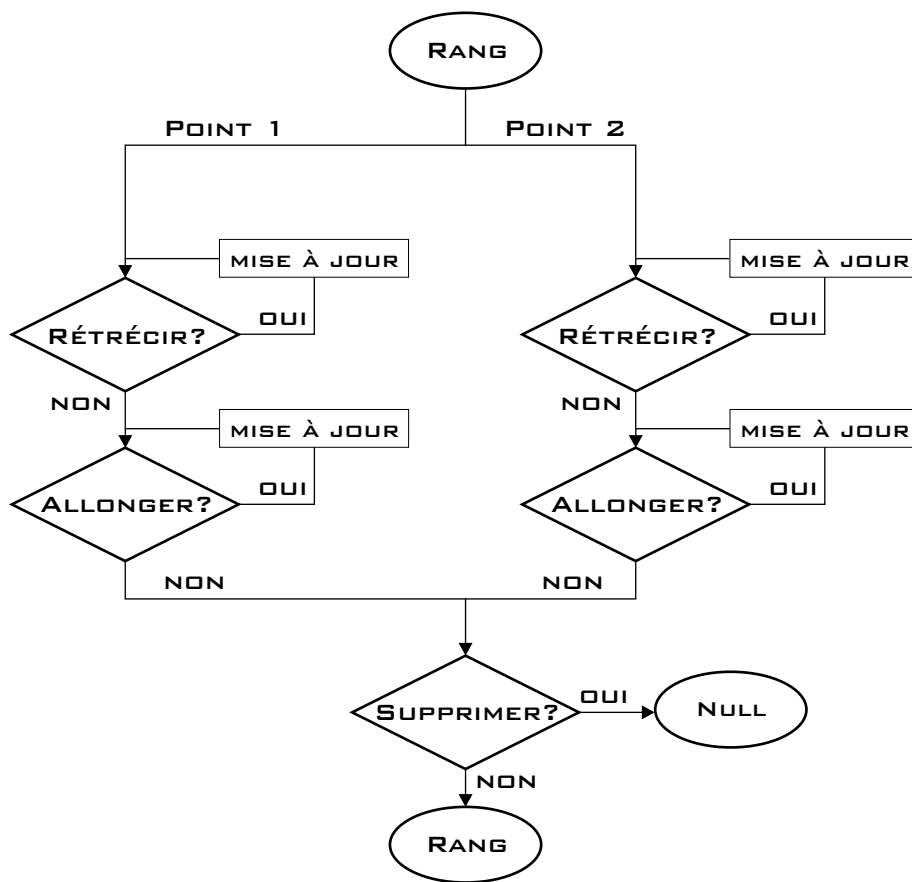 RANG
POINT 1 POINT 2
MISE À JOUR MISE À JOUR
OUI OUI
RÉTRÉCIR? RÉTRÉCIR?
NON NON
MISE À JOUR MISE À JOUR
OUI OUI
ALLONGER? ALLONGER?
NON NON
OUI
SUPPRIMER? NULL
NON
RANG